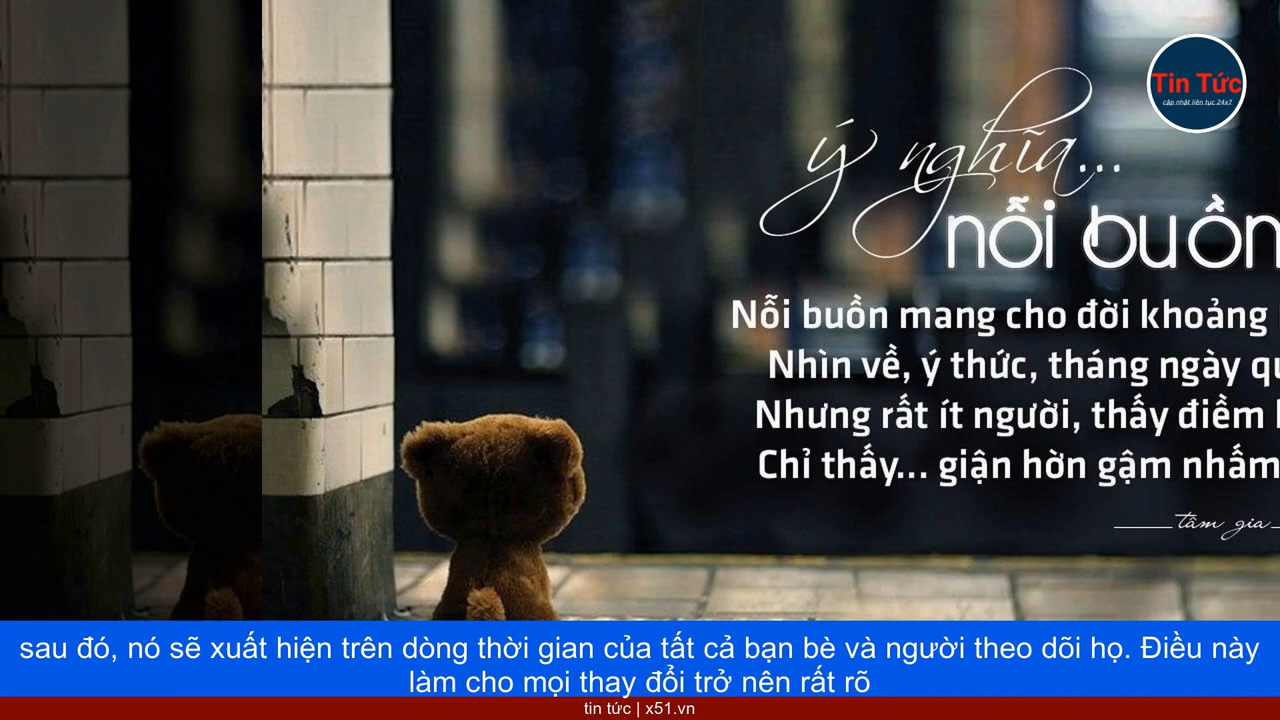 Tin Tức
cập.nhật.liên.tục.24x7
ý nghĩa...
nỗi buồn
Nỗi buồn mang cho đời khoảng
Nhìn về, ý thức, tháng ngày
Nhưng rất ít người, thấy điềm
Chỉ thấy... giận hờn gậm nhấm
tâm gia
sau đó, nó sẽ xuất hiện trên dòng thời gian của tất cả bạn bè và người theo dõi họ. Điều này
làm cho mọi thay đổi trở nên rất rõ
tin tức | x51.vn